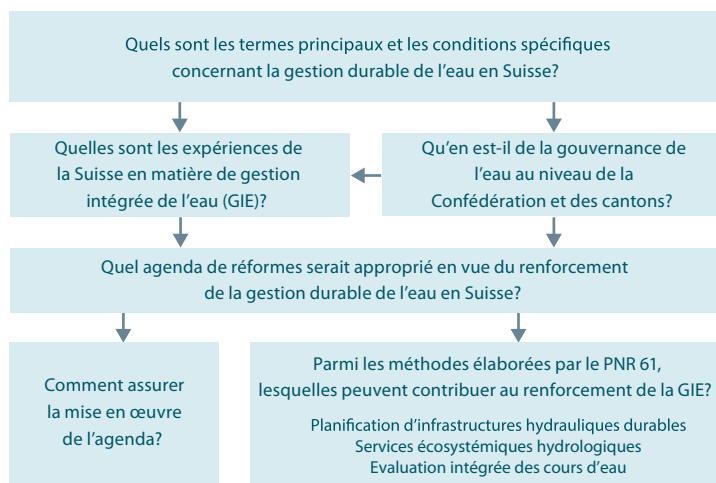 Quels sont les termes principaux et les conditions spécifiques
concernant la gestion durable de l'eau en Suisse?
Quelles sont les expériences de
la Suisse en matière de gestion
intégrée de l'eau (GIE)?
Qu'en est-il de la gouvernance de
l'eau au niveau de la
Confédération et des cantons?
Quel agenda de réformes serait approprié en vue du renforcement
de la gestion durable de l'eau en Suisse?
Comment assurer
la mise en œuvre
de l'agenda?
Parmi les méthodes élaborées par le PNR 61,
lesquelles peuvent contribuer au renforcement de la GIE?
Planification d'infrastructures hydrauliques durables
Services écosystémiques hydrologiques
Evaluation intégrée des cours d'eau